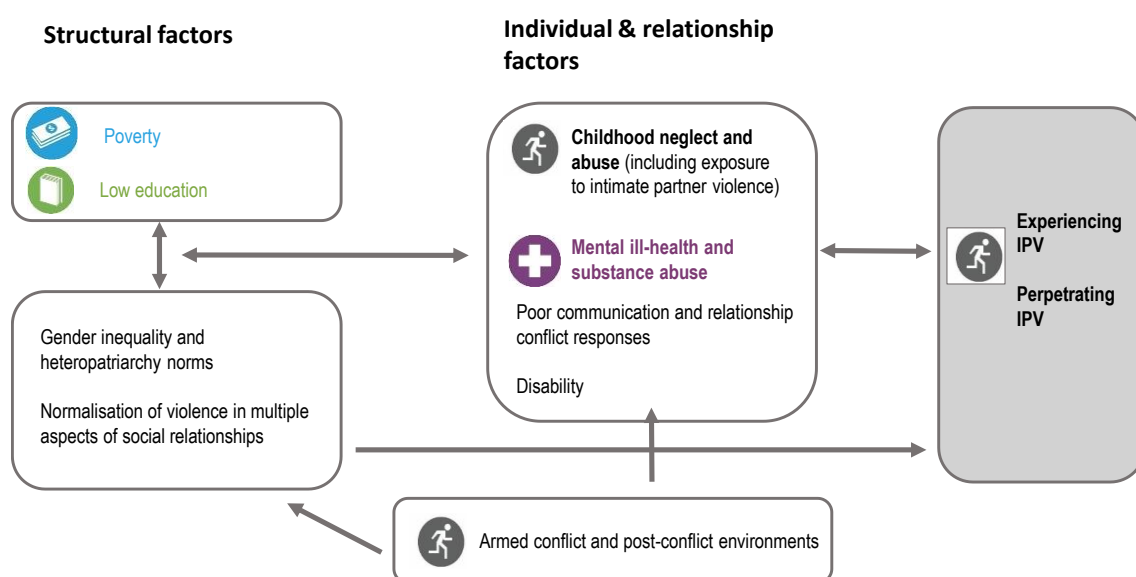 Structural factors
Individual & relationship
factors
Poverty
Low education
Gender inequality and
heteropatriarchy norms
Normalisation of violence in multiple
aspects of social relationships
Childhood neglect and
abuse (including exposure
to intimate partner violence)
Mental ill-health and
substance abuse
Poor communication and relationship
conflict responses
Disability
Experiencing
IPV
Perpetrating
IPV
Armed conflict and post-conflict environments